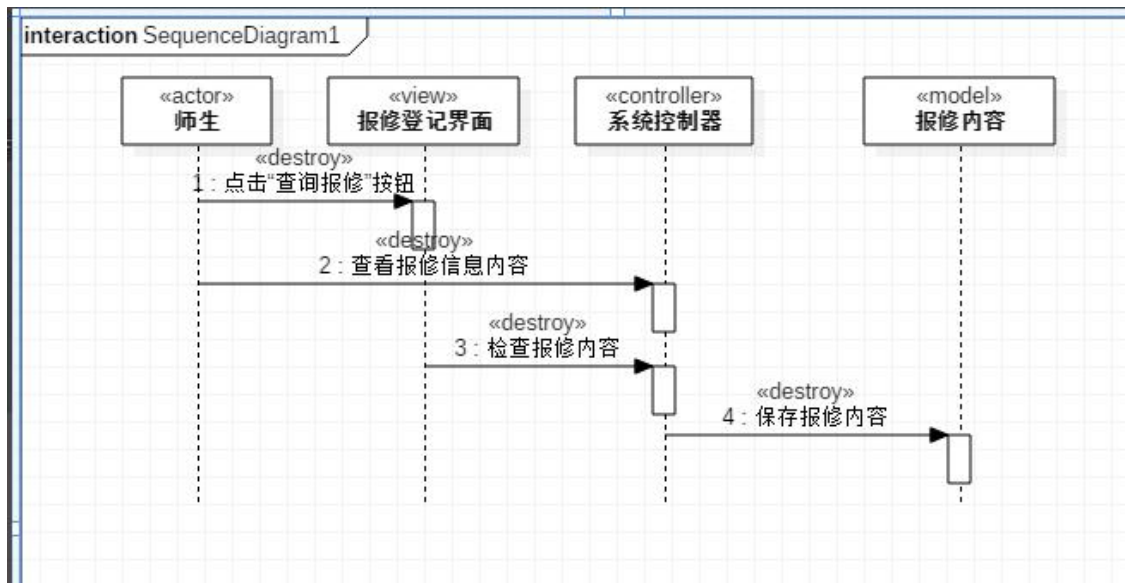 interaction SequenceDiagram1
«actor»
师生
«view»
报修登记界面
«controller»
系统控制器
«model»
报修内容
«destroy»
1 : 点击“查询报修”按钮
«destroy»
2 : 查看报修信息内容
«destroy»
3 : 检查报修内容
«destroy»
4 : 保存报修内容